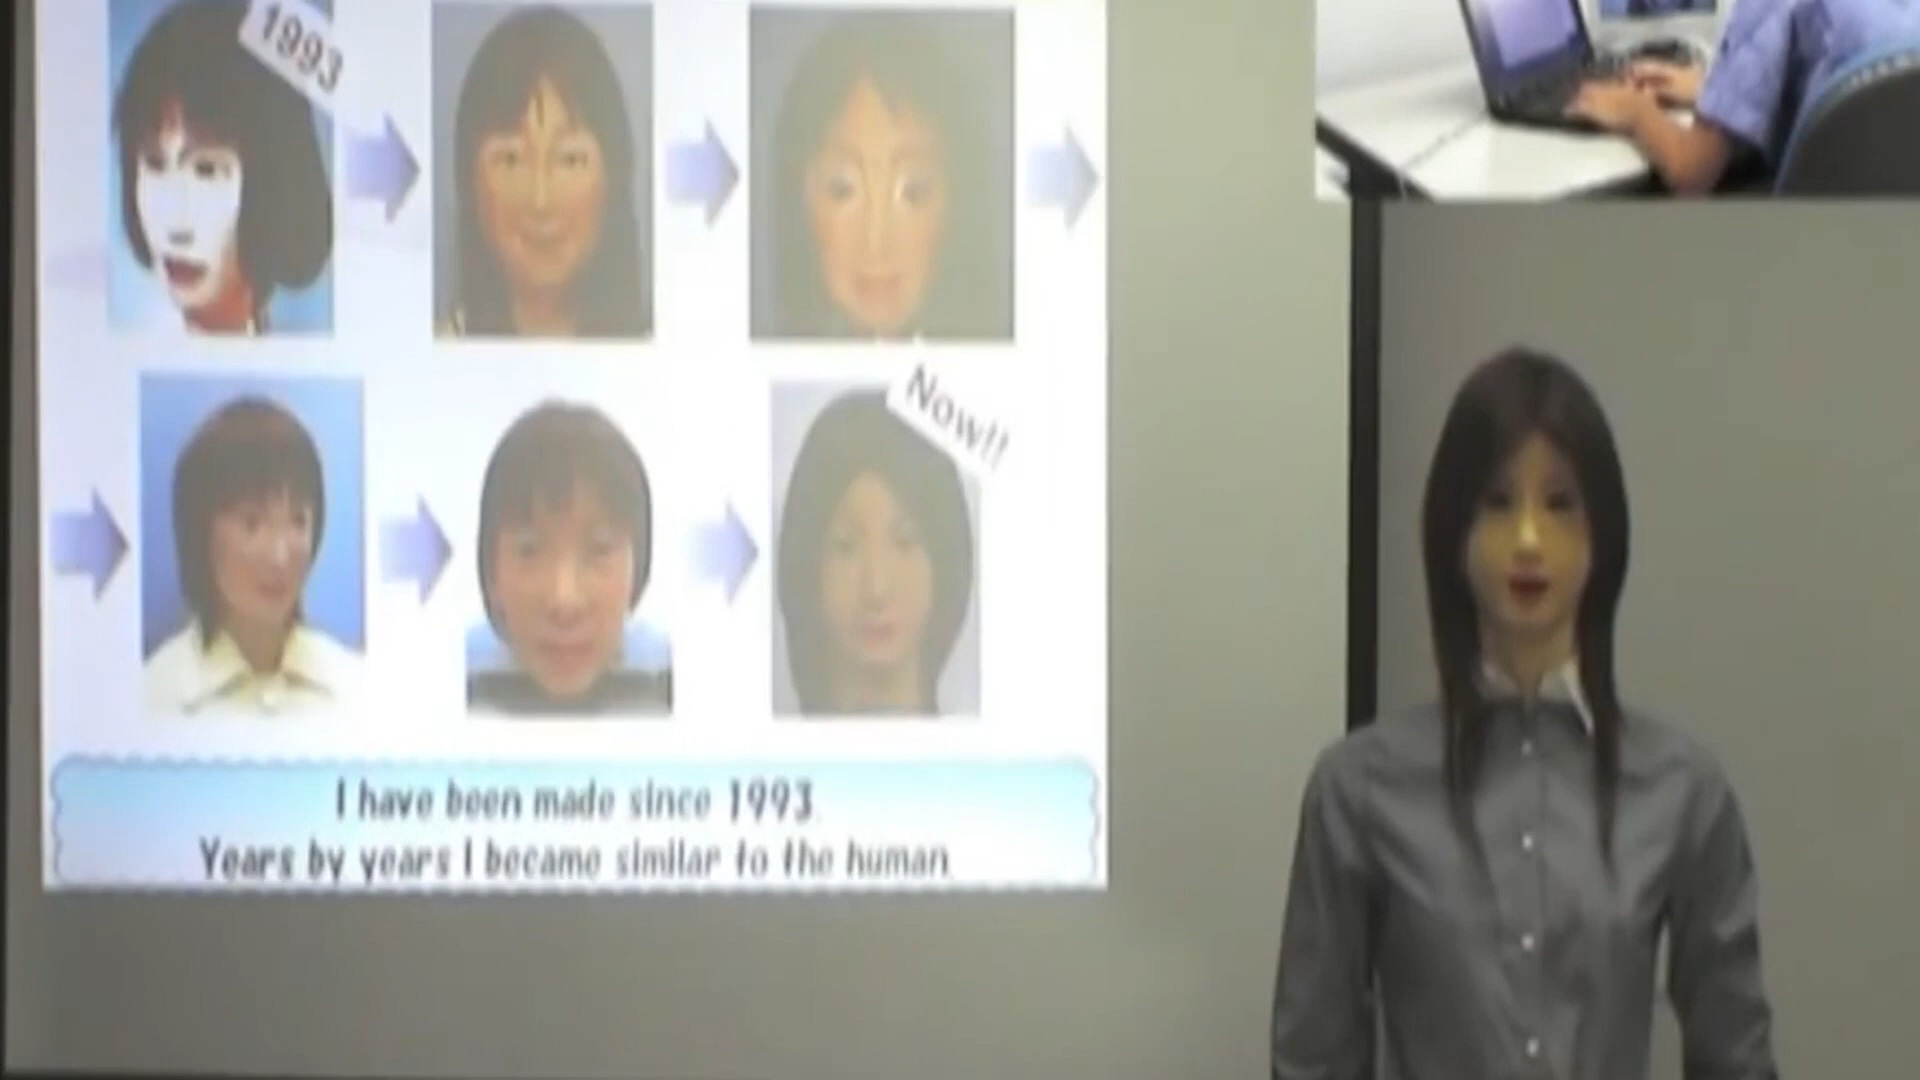 1993
Now!!
I have been made since 1993.
Years by years I became similar to the human.